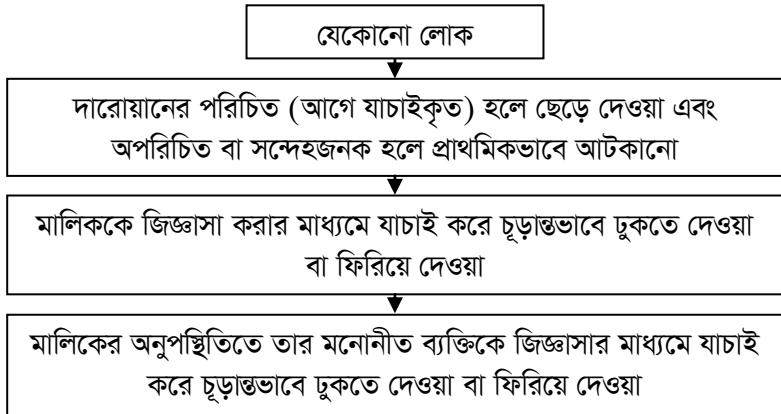 যেকোনো লোক
দারোয়ানের পরিচিত (আগে যাচাইকৃত) হলে ছেড়ে দেওয়া এবং
অপরিচিত বা সন্দেহজনক হলে প্রাথমিকভাবে আটকানো
মালিককে জিজ্ঞাসা করার মাধ্যমে যাচাই করে চূড়ান্তভাবে ঢুকতে দেওয়া
বা ফিরিয়ে দেওয়া
মালিকের অনুপস্থিতিতে তার মনোনীত ব্যক্তিকে জিজ্ঞাসার মাধ্যমে যাচাই
করে চূড়ান্তভাবে ঢুকতে দেওয়া বা ফিরিয়ে দেওয়া